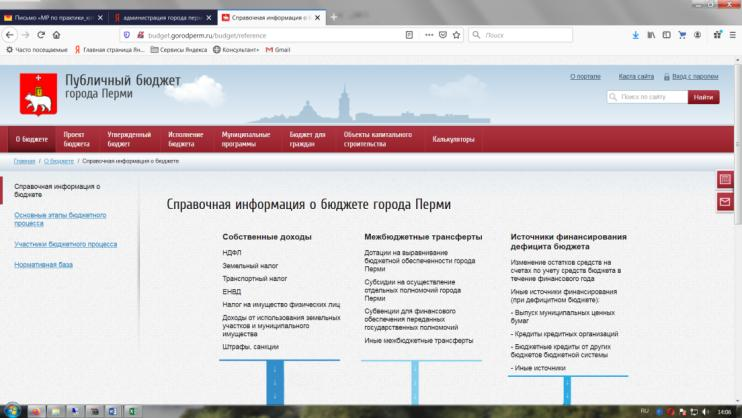 Письмо «МР по практики_юн
администрация города перм
Справочная информация о б
budget.gorodperm.ru/budget/reference
Поиск
Часто посещаемые
Главная страница Ян...
Сервисы Яндекса
Консультант+
Gmail
Публичный бюджет
города Перми
О портале
Карта сайта
Вход с паролем
Поиск по сайту
Найти
О бюджете
Проект
бюджета
Утвержденный
бюджет
Исполнение
бюджета
Муниципальные
программы
Бюджет для
граждан
Объекты капитального
строительства
Калькуляторы
Главная / О бюджете / Справочная информация о бюджете
Справочная информация о
бюджете
Основные этапы бюджетного
процесса
Участники бюджетного процесса
Нормативная база
Справочная информация о бюджете города Перми
Собственные доходы
НДФЛ
Земельный налог
Транспортный налог
ЕНВД
Налог на имущество физических лиц
Доходы от использования земельных
участков и муниципального
имущества
Штрафы, санкции
Межбюджетные трансферты
Дотации на выравнивание
бюджетной обеспеченности города
Перми
Субсидии на осуществление
отдельных полномочий города
Перми
Субвенции для финансового
обеспечения переданных
государственных полномочий
Иные межбюджетные трансферты
Источники финансирования
дефицита бюджета
Изменение остатков средств на
счетах по учету средств бюджета в
течение финансового года
Иные источники финансирования
(при дефицитном бюджете):
- Выпуск муниципальных ценных
бумаг
- Кредиты кредитных организаций
- Бюджетные кредиты от других
бюджетов бюджетной системы
- Иные источники
RU
14:06